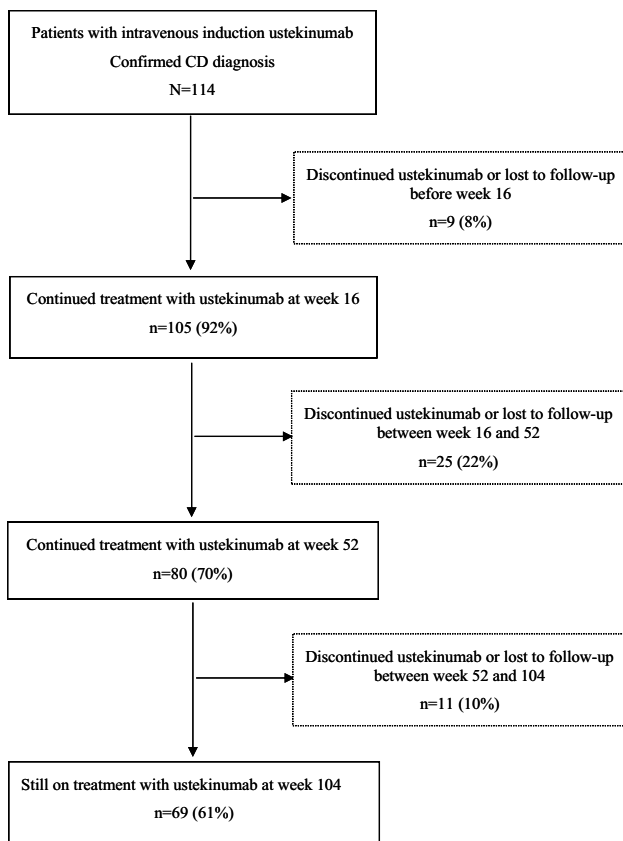 Patients with intravenous induction ustekinumab
Confirmed CD diagnosis
N=114
Discontinued ustekinumab or lost to follow-up
before week 16
n=9 (8%)
Continued treatment with ustekinumab at week 16
n=105 (92%)
Discontinued ustekinumab or lost to follow-up
between week 16 and 52
n=25 (22%)
Continued treatment with ustekinumab at week 52
n=80 (70%)
Discontinued ustekinumab or lost to follow-up
between week 52 and 104
n=11 (10%)
Still on treatment with ustekinumab at week 104
n=69 (61%)